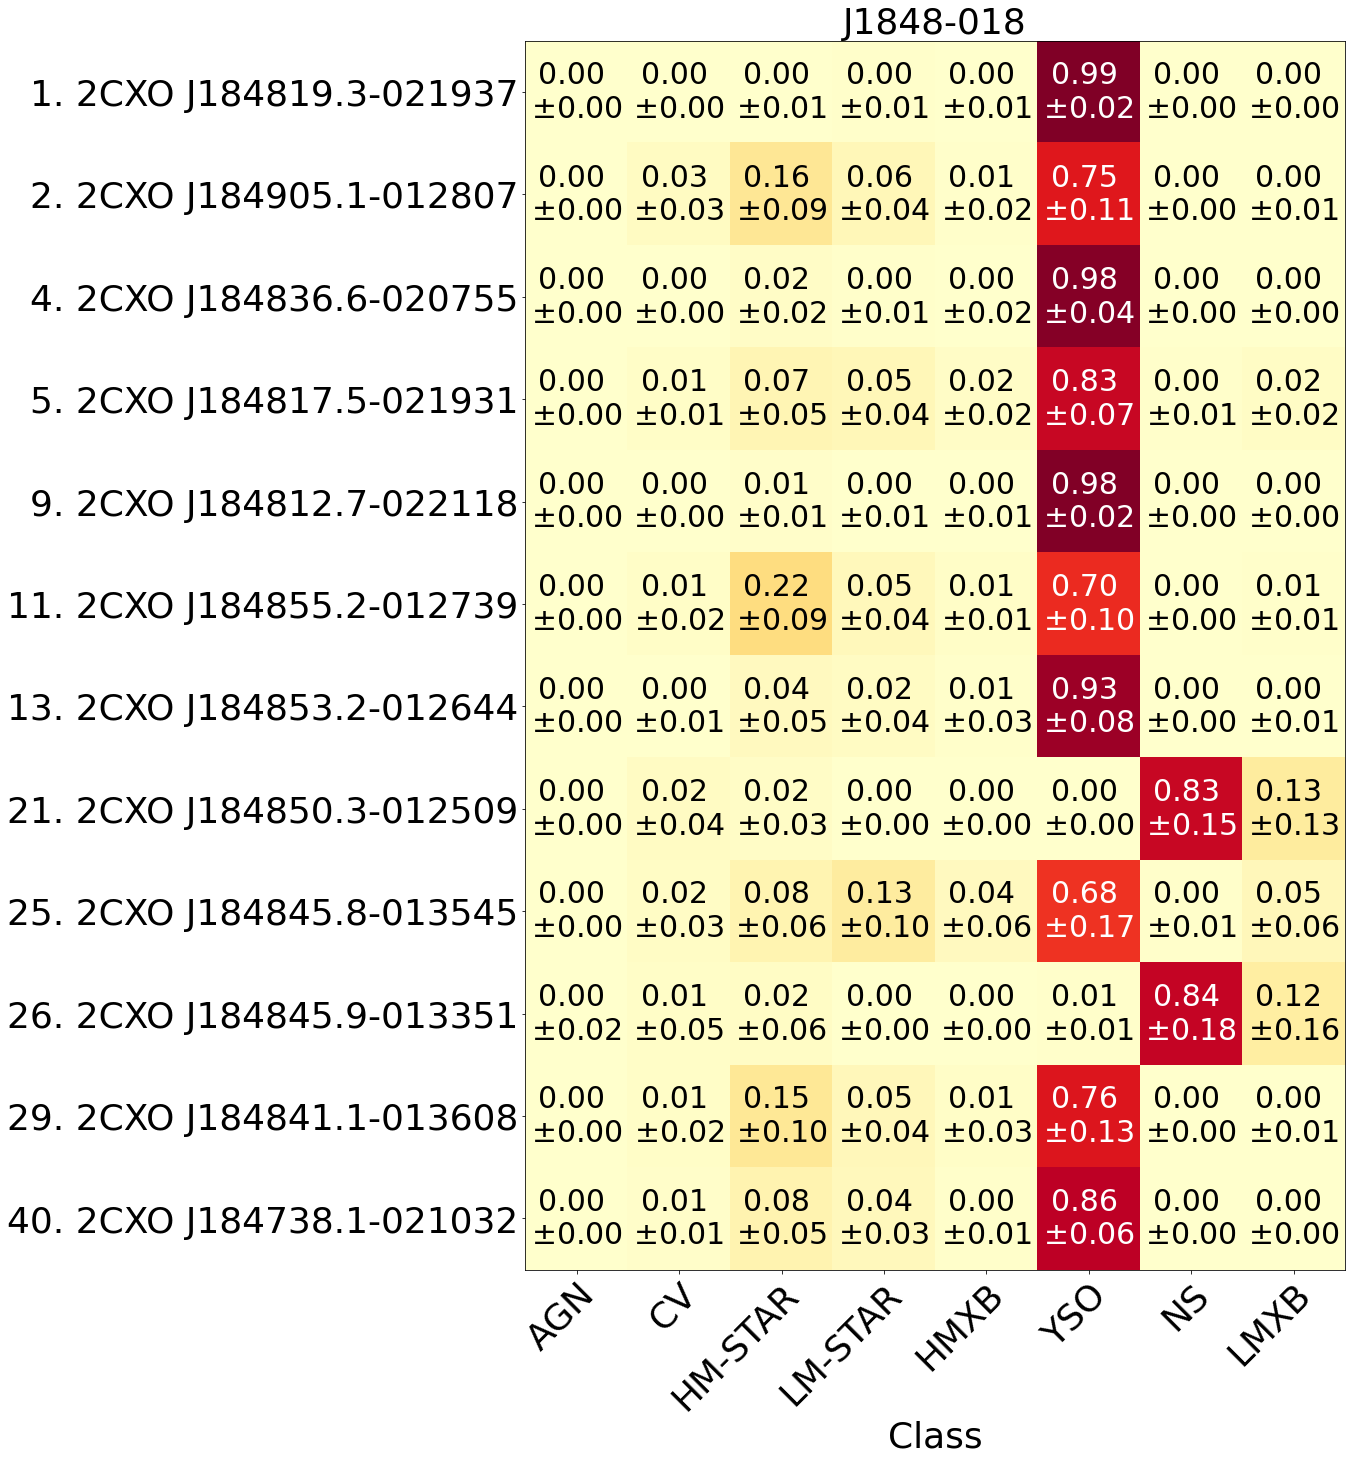 J1848-018
1. 2CXO J184819.3-021937 0.00 0.00 0.00 0.00 0.00 0.99 0.00 0.00
±0.00 ±0.00 ±0.01 ±0.01 ±0.01 ±0.02 ±0.00 ±0.00
2. 2CXO J184905.1-012807 0.00 0.03 0.16 0.06 0.01 0.75 0.00 0.00
±0.00 ±0.03 ±0.09 ±0.04 ±0.02 ±0.11 ±0.00 ±0.01
4. 2CXO J184836.6-020755 0.00 0.00 0.02 0.00 0.00 0.98 0.00 0.00
±0.00 ±0.00 ±0.02 ±0.01 ±0.02 ±0.04 ±0.00 ±0.00
5. 2CXO J184817.5-021931 0.00 0.01 0.07 0.05 0.02 0.83 0.00 0.02
±0.00 ±0.01 ±0.05 ±0.04 ±0.02 ±0.07 ±0.01 ±0.02
9. 2CXO J184812.7-022118 0.00 0.00 0.01 0.00 0.00 0.98 0.00 0.00
±0.00 ±0.00 ±0.01 ±0.01 ±0.01 ±0.02 ±0.00 ±0.00
11. 2CXO J184855.2-012739 0.00 0.01 0.22 0.05 0.01 0.70 0.00 0.01
±0.00 ±0.02 ±0.09 ±0.04 ±0.01 ±0.10 ±0.00 ±0.01
13. 2CXO J184853.2-012644 0.00 0.00 0.04 0.02 0.01 0.93 0.00 0.00
±0.00 ±0.01 ±0.05 ±0.04 ±0.03 ±0.08 ±0.00 ±0.01
21. 2CXO J184850.3-012509 0.00 0.02 0.02 0.00 0.00 0.00 0.83 0.13
±0.00 ±0.04 ±0.03 ±0.00 ±0.00 ±0.00 ±0.15 ±0.13
25. 2CXO J184845.8-013545 0.00 0.02 0.08 0.13 0.04 0.68 0.00 0.05
±0.00 ±0.03 ±0.06 ±0.10 ±0.06 ±0.17 ±0.01 ±0.06
26. 2CXO J184845.9-013351 0.00 0.01 0.02 0.00 0.00 0.01 0.84 0.12
±0.02 ±0.05 ±0.06 ±0.00 ±0.00 ±0.01 ±0.18 ±0.16
29. 2CXO J184841.1-013608 0.00 0.01 0.15 0.05 0.01 0.76 0.00 0.00
±0.00 ±0.02 ±0.10 ±0.04 ±0.03 ±0.13 ±0.00 ±0.01
40. 2CXO J184738.1-021032 0.00 0.01 0.08 0.04 0.00 0.86 0.00 0.00
±0.00 ±0.01 ±0.05 ±0.03 ±0.01 ±0.06 ±0.00 ±0.00
AGN CV HM-STAR LM-STAR HMXB YSO NS LMXB
Class